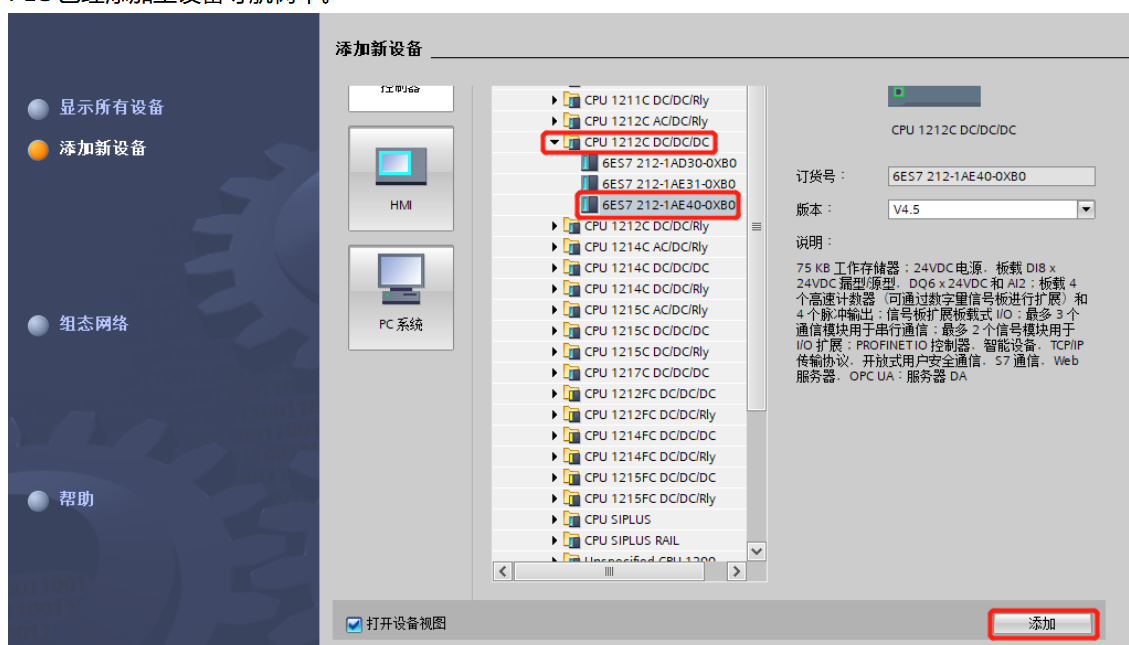 添加新设备
显示所有设备
添加新设备
组态网络
帮助
控制器
HMI
PC 系统
CPU 1211C DC/DC/Rly
CPU 1212C AC/DC/Rly
CPU 1212C DC/DC/DC
6ES7 212-1AD30-0XB0
6ES7 212-1AE31-0XB0
6ES7 212-1AE40-0XB0
CPU 1212C DC/DC/Rly
CPU 1214C AC/DC/Rly
CPU 1214C DC/DC/DC
CPU 1214C DC/DC/Rly
CPU 1215C AC/DC/Rly
CPU 1215C DC/DC/DC
CPU 1215C DC/DC/Rly
CPU 1217C DC/DC/DC
CPU 1212FC DC/DC/DC
CPU 1212FC DC/DC/Rly
CPU 1214FC DC/DC/DC
CPU 1214FC DC/DC/Rly
CPU 1215FC DC/DC/DC
CPU 1215FC DC/DC/Rly
CPU SIPLUS
CPU SIPLUS RAIL
Unspecified CPU 1200
CPU 1212C DC/DC/DC
订货号：
6ES7 212-1AE40-0XB0
版本：
V4.5
说明：
75 KB 工作存储器；24VDC 电源，板载 DI8 x
24VDC 漏型/源型，DQ6 x 24VDC 和 AI2；板载 4
个高速计数器（可通过数字量信号板进行扩展）和
4 个脉冲输出；信号板扩展板载式 I/O；最多 3 个
通信模块用于串行通信；最多 2 个信号模块用于
I/O 扩展；PROFINET IO 控制器，智能设备，TCP/IP
传输协议，开放式用户安全通信，S7 通信，Web
服务器，OPC UA：服务器 DA
打开设备视图
添加